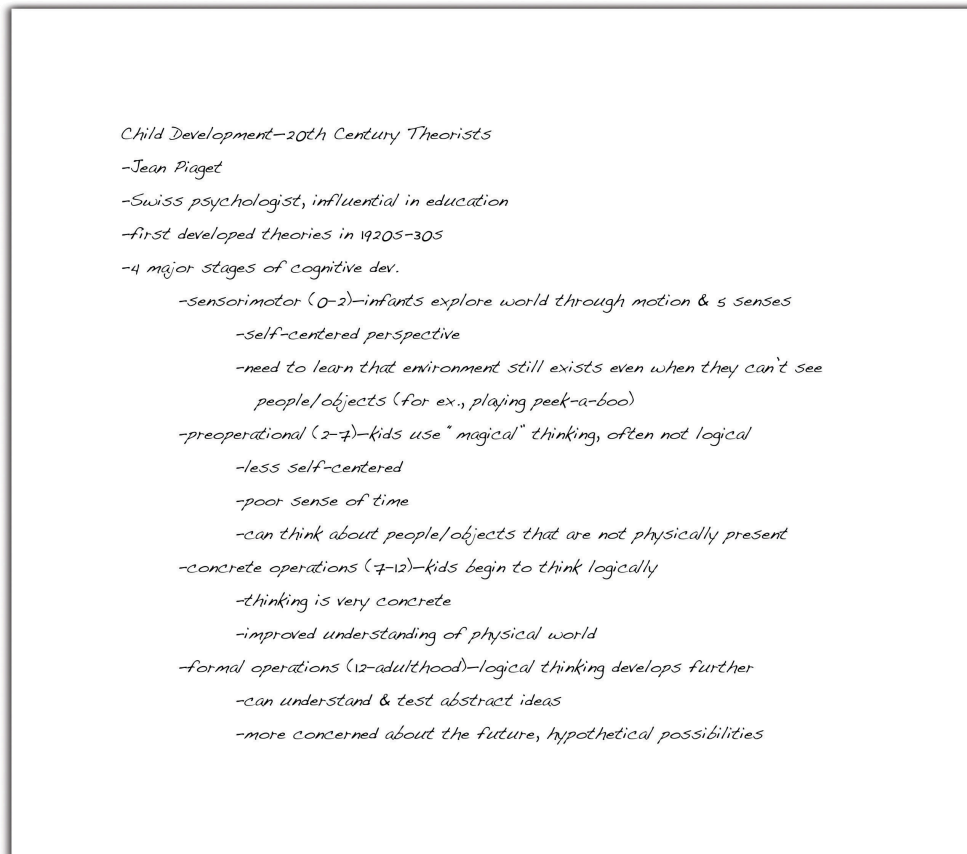 Child Development—20th Century Theorists
-Jean Piaget
-Swiss psychologist, influential in education
-first developed theories in 1920s-30s
-4 major stages of cognitive dev.
-sensorimotor (0-2)—infants explore world through motion & 5 senses
-self-centered perspective
-need to learn that environment still exists even when they can't see
people/objects (for ex., playing peek-a-boo)
-preoperational (2-7)—kids use "magical" thinking, often not logical
-less self-centered
-poor sense of time
-can think about people/objects that are not physically present
-concrete operations (7-12)—kids begin to think logically
-thinking is very concrete
-improved understanding of physical world
-formal operations (12-adulthood)—logical thinking develops further
-can understand & test abstract ideas
-more concerned about the future, hypothetical possibilities